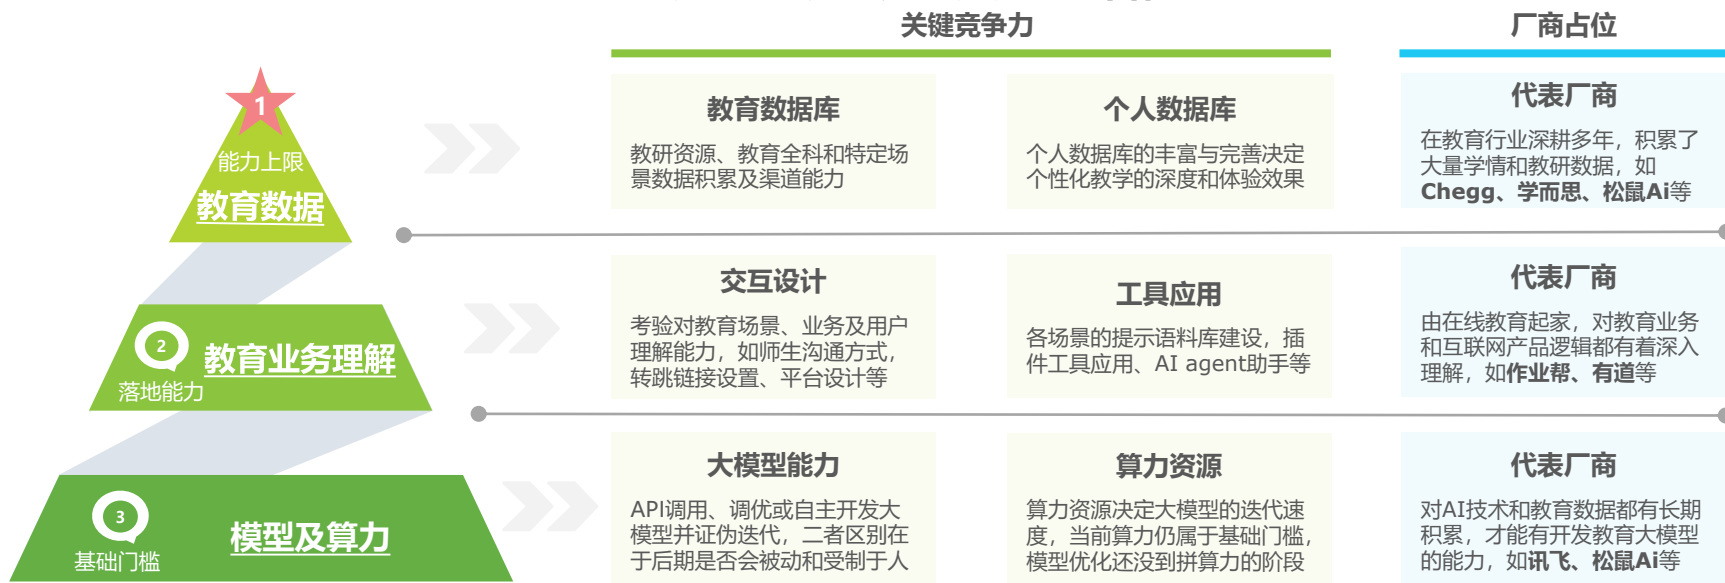 关键竞争力
厂商占位
1
能力上限
教育数据
教育数据库
教研资源、教育全科和特定场
景数据积累及渠道能力
个人数据库
个人数据库的丰富与完善决定
个性化教学的深度和体验效果
代表厂商
在教育行业深耕多年，积累了
大量学情和教研数据，如
Chegg、学而思、松鼠Ai等
2
落地能力
教育业务理解
交互设计
考验对教育场景、业务及用户
理解能力，如师生沟通方式，
转跳链接设置、平台设计等
工具应用
各场景的提示语料库建设，插
件工具应用、AI agent助手等
代表厂商
由在线教育起家，对教育业务
和互联网产品逻辑都有着深入
理解，如作业帮、有道等
3
基础门槛
模型及算力
大模型能力
API调用、调优或自主开发大
模型并证伪迭代，二者区别在
于后期是否会被动和受制于人
算力资源
算力资源决定大模型的迭代速
度，当前算力仍属于基础门槛，
模型优化还没到拼算力的阶段
代表厂商
对AI技术和教育数据都有长期
积累，才能有开发教育大模型
的能力，如讯飞、松鼠Ai等